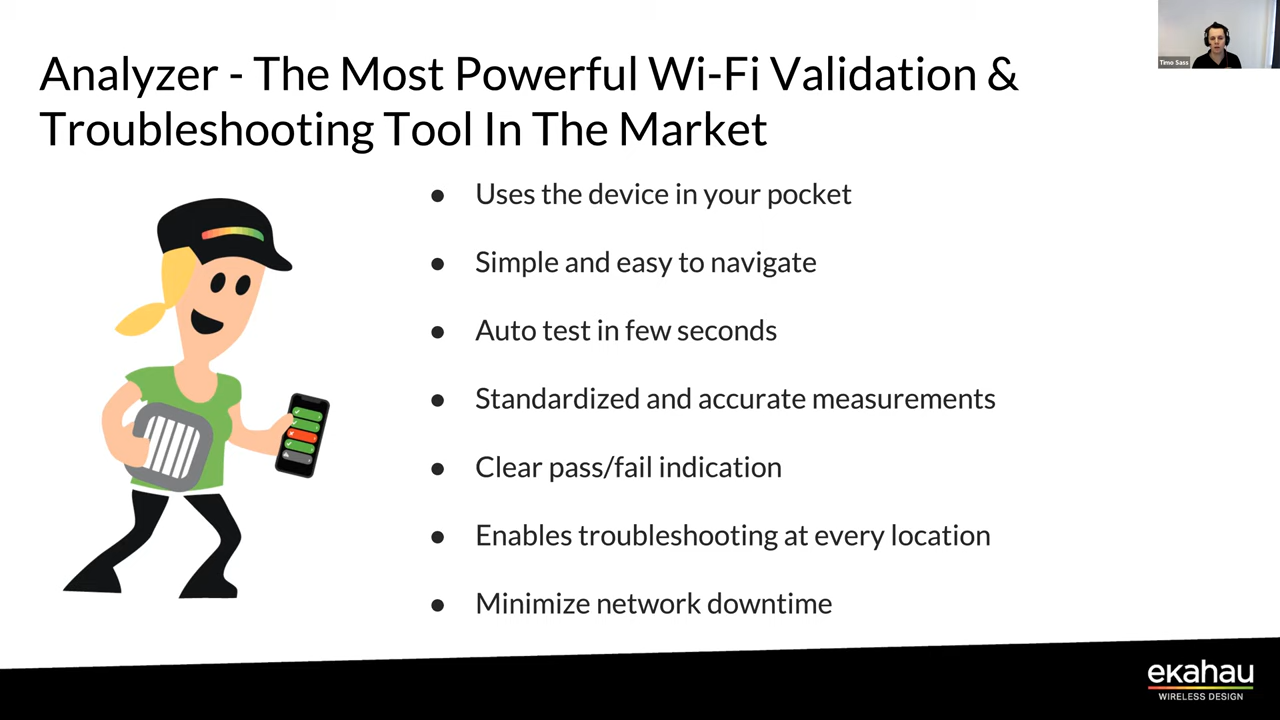 Timo Sass
Analyzer - The Most Powerful Wi-Fi Validation &
Troubleshooting Tool In The Market
● Uses the device in your pocket
● Simple and easy to navigate
● Auto test in few seconds
● Standardized and accurate measurements
● Clear pass/fail indication
● Enables troubleshooting at every location
● Minimize network downtime
ekahau
WIRELESS DESIGN